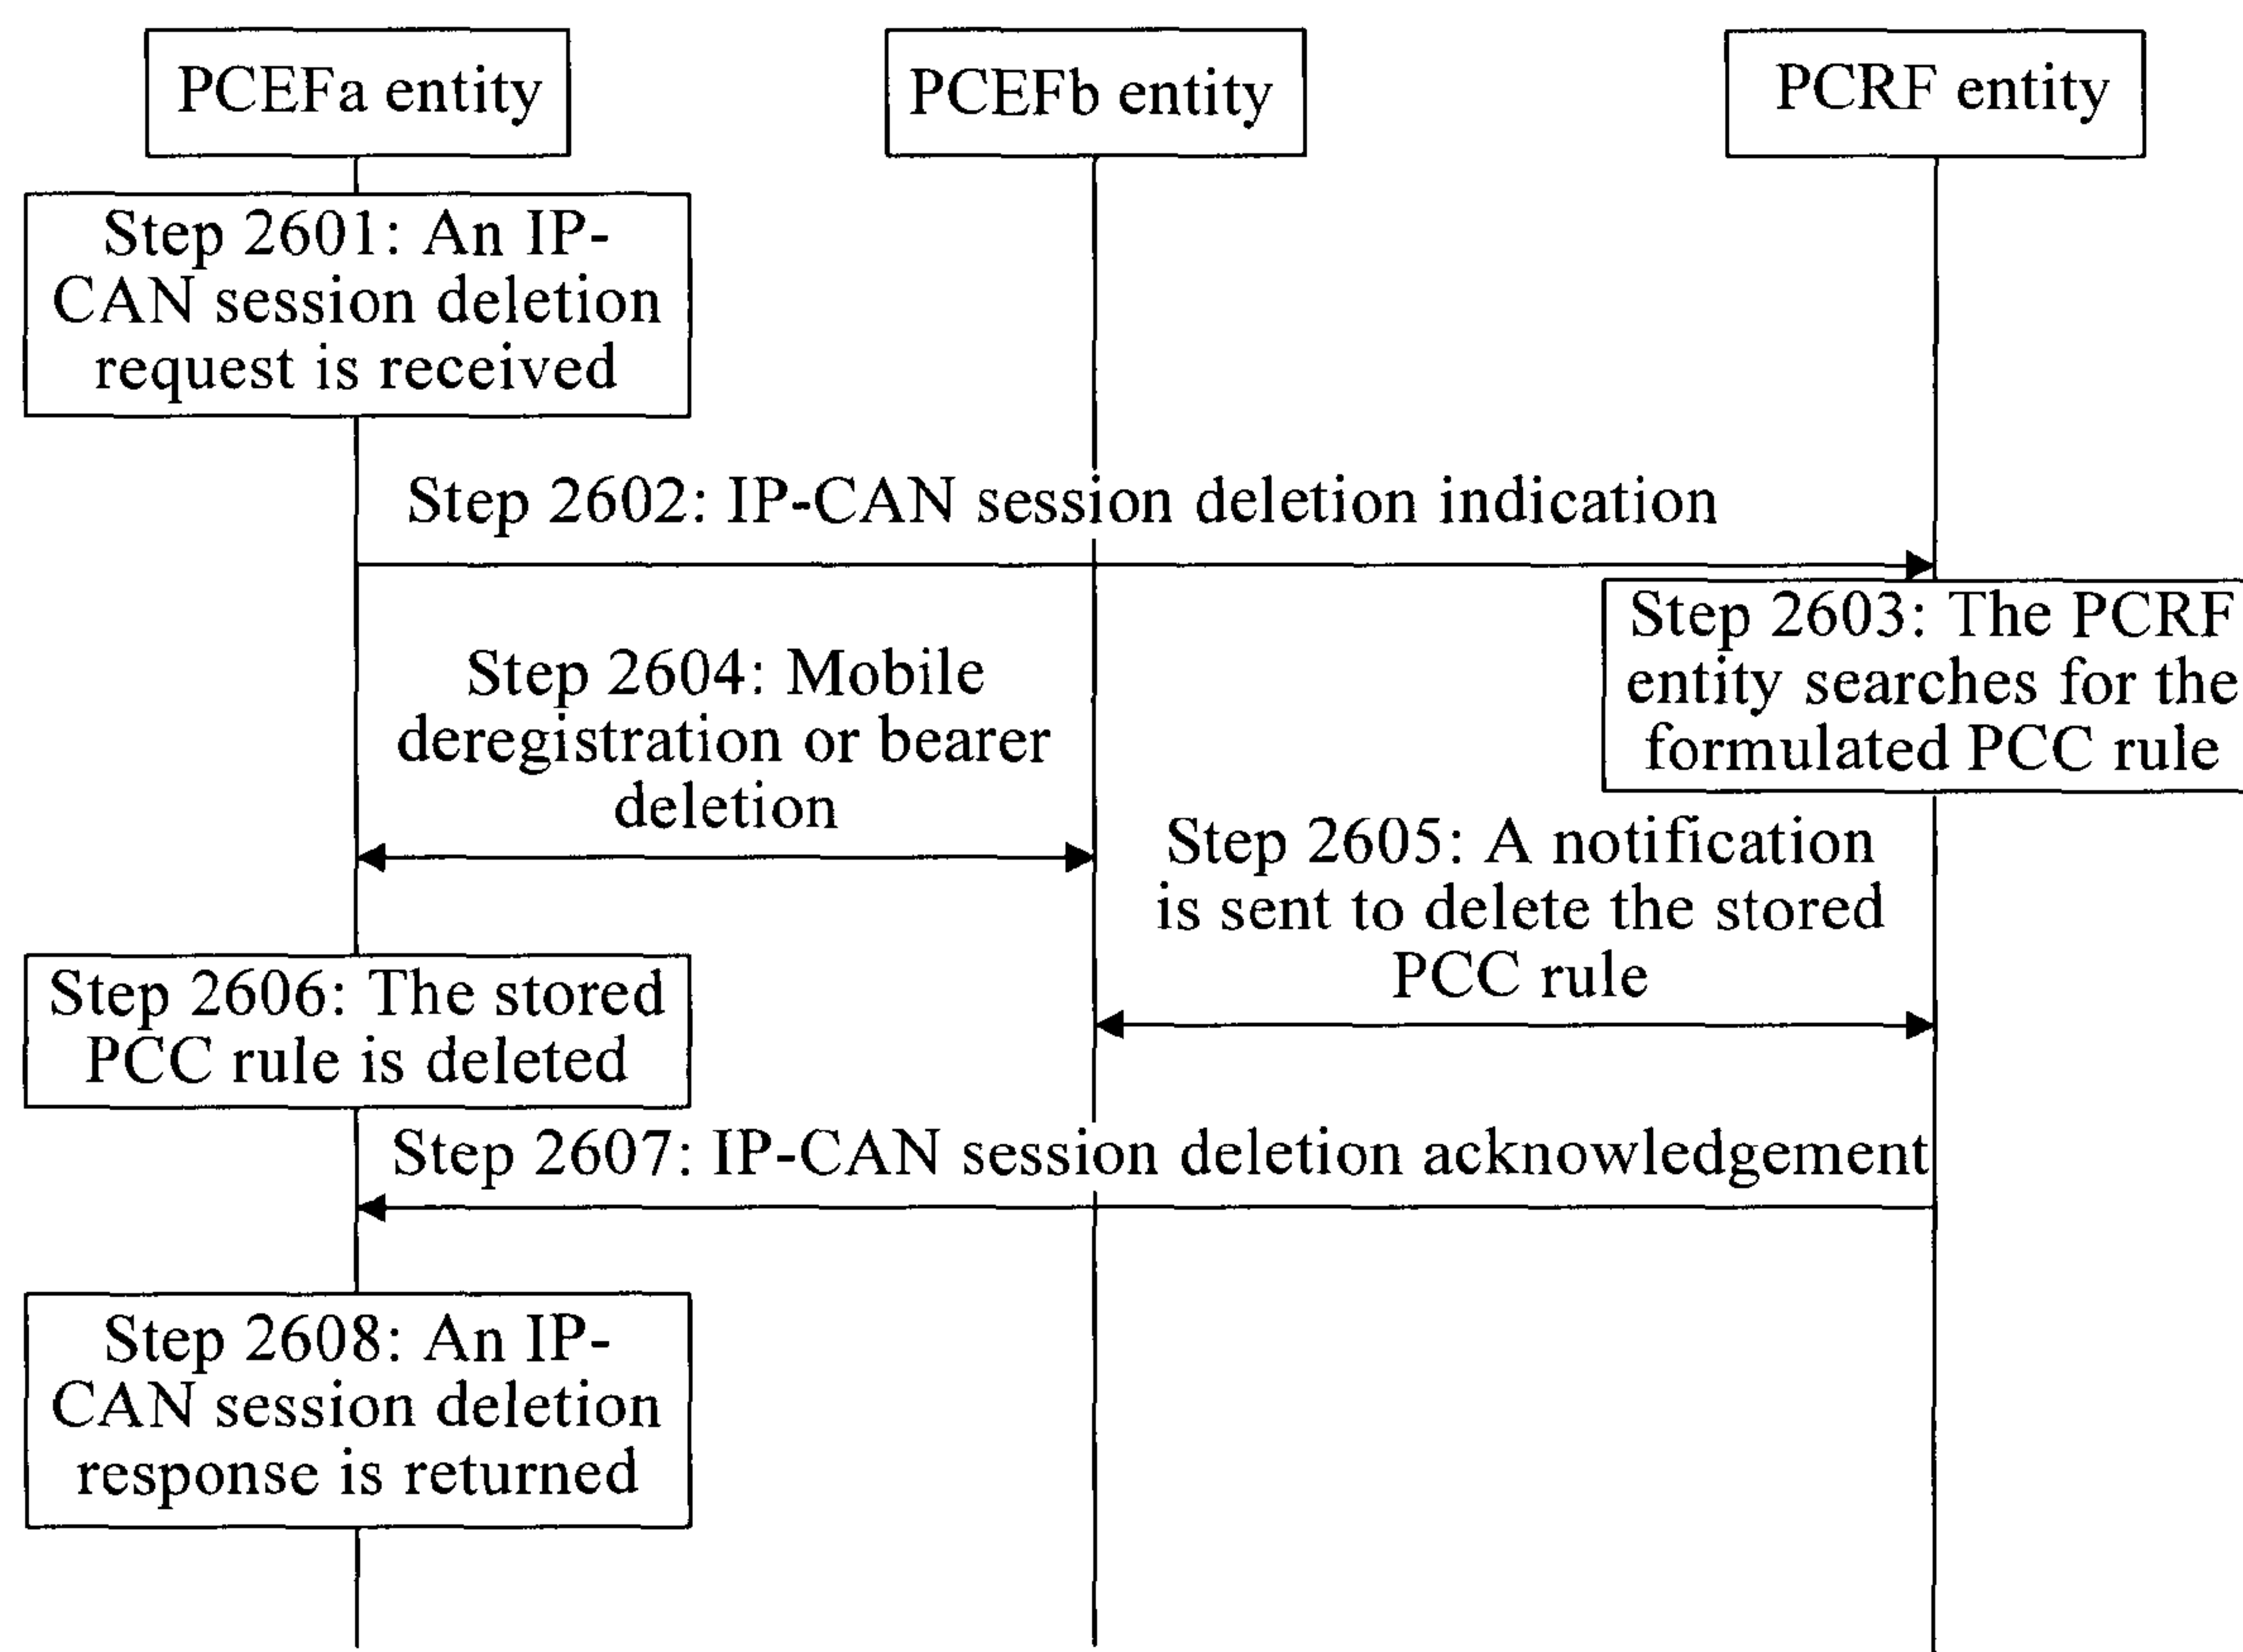 PCEFa entity
PCEFb entity
PCRF entity
Step 2601: An IP-
CAN session deletion
request is received
Step 2602: IP-CAN session deletion indication
Step 2603: The PCRF
entity searches for the
formulated PCC rule
Step 2604: Mobile
deregistration or bearer
deletion
Step 2605: A notification
is sent to delete the stored
PCC rule
Step 2606: The stored
PCC rule is deleted
Step 2607: IP-CAN session deletion acknowledgement
Step 2608: An IP-
CAN session deletion
response is returned